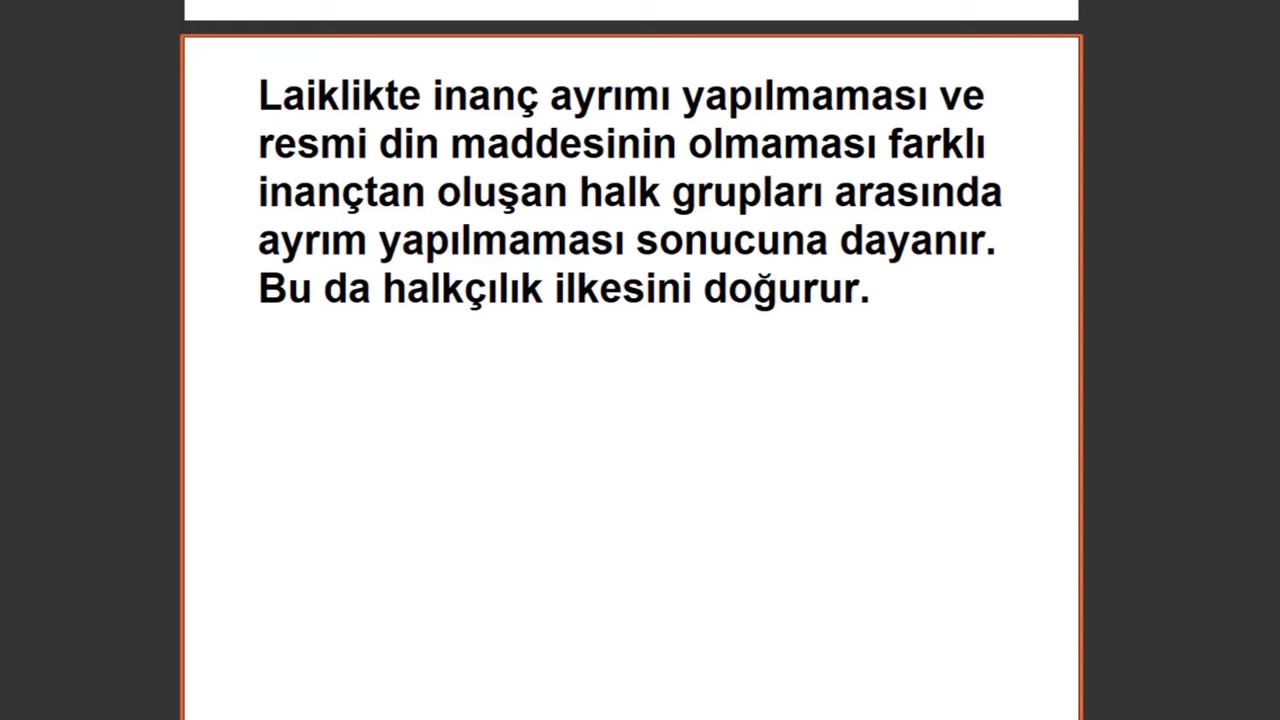 Laiklikte inanç ayrımı yapılmaması ve
resmi din maddesinin olmaması farklı
inançtan oluşan halk grupları arasında
ayrım yapılmaması sonucuna dayanır.
Bu da halkçılık ilkesini doğurur.